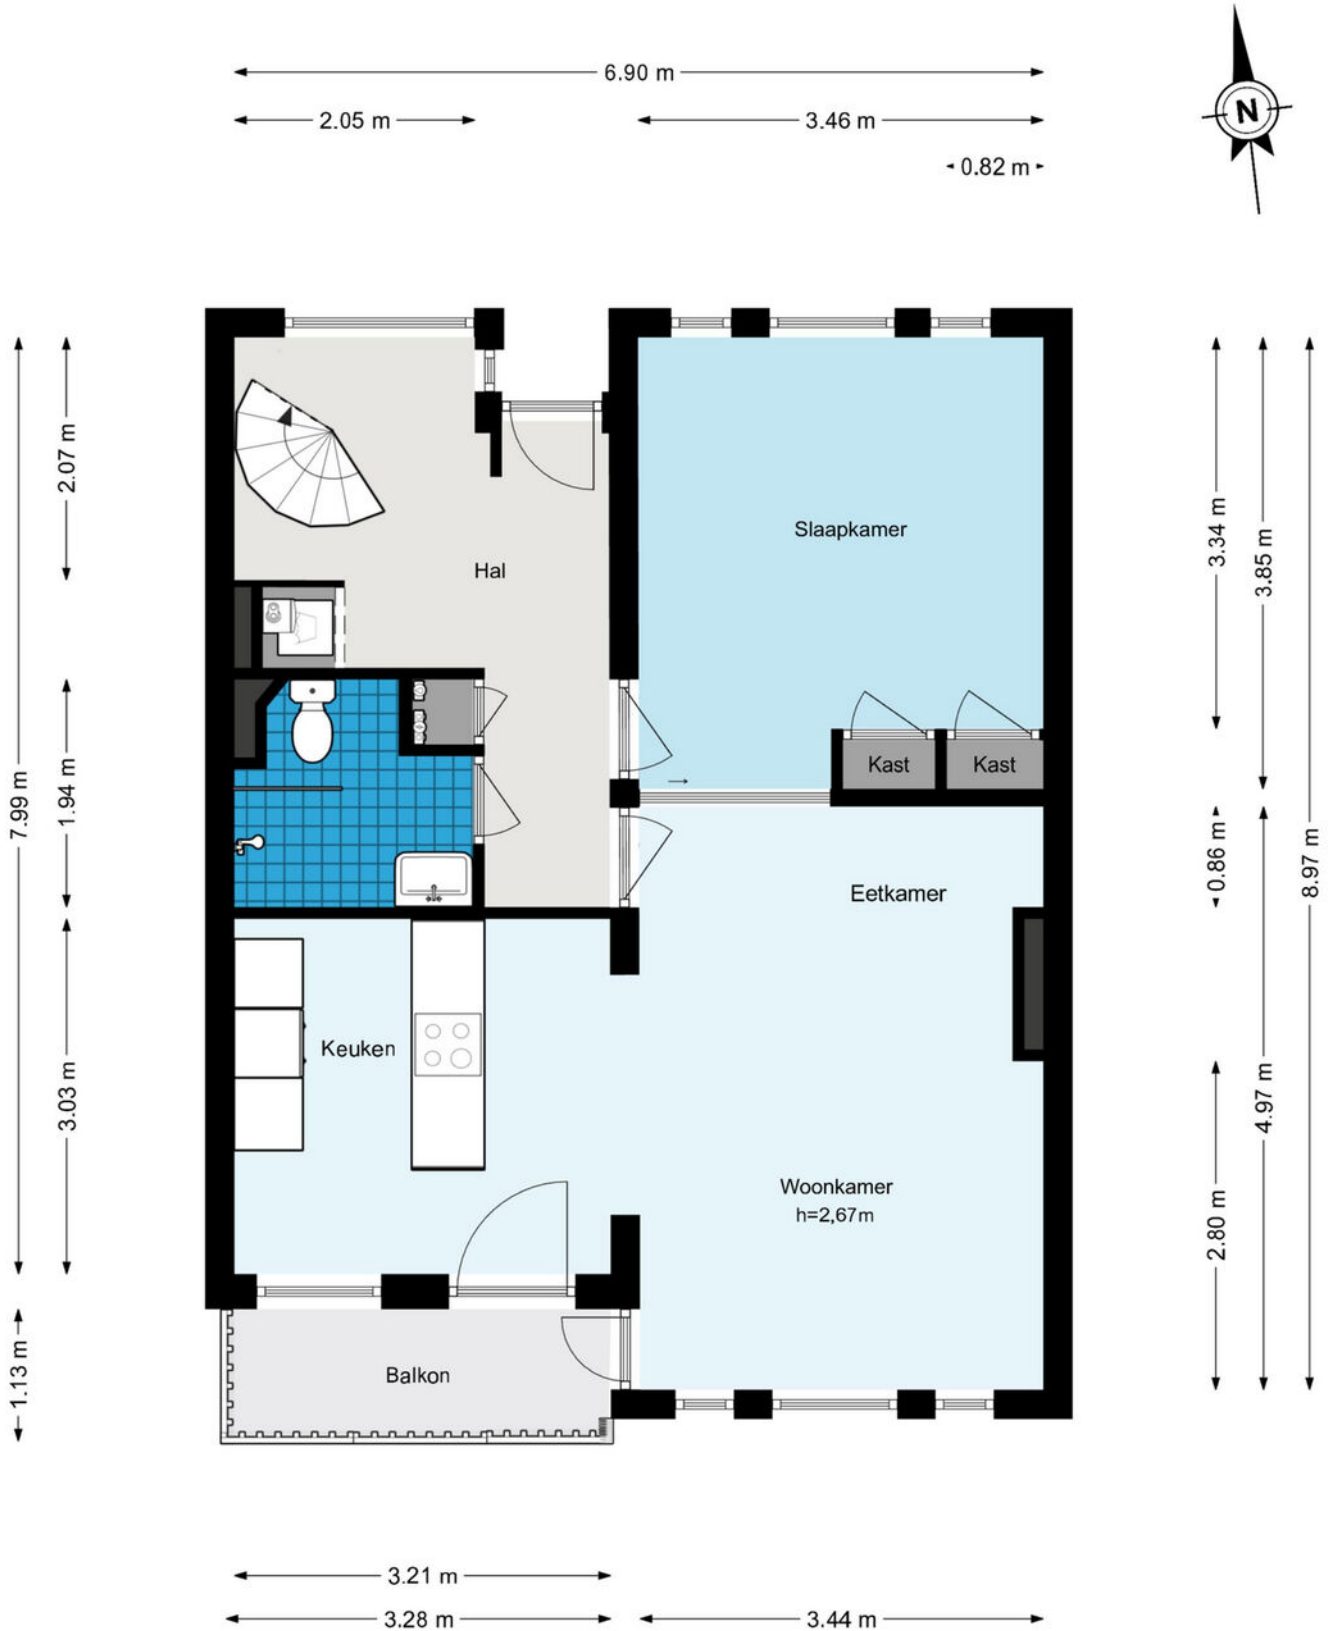 6.90 m
2.05 m
3.46 m
0.82 m
N
7.99 m
2.07 m
1.94 m
3.03 m
1.13 m
Hal
Slaapkamer
Kast
Kast
Eetkamer
Keuken
Woonkamer
h=2,67m
Balkon
3.34 m
3.85 m
0.86 m
8.97 m
4.97 m
2.80 m
3.21 m
3.28 m
3.44 m